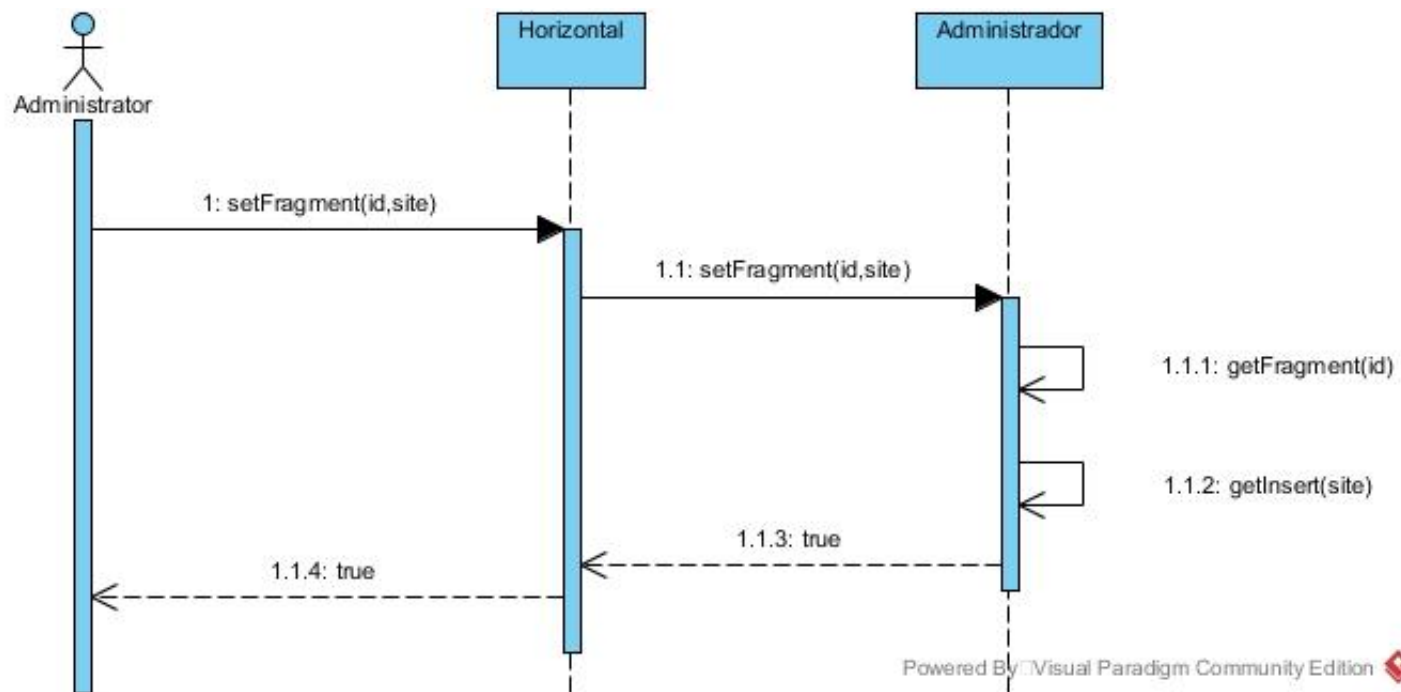 Horizontal
Administrador
Administrator
1: setFragment(id,site)
1.1: setFragment(id,site)
1.1.1: getFragment(id)
1.1.2: getInsert(site)
1.1.3: true
1.1.4: true
Powered By Visual Paradigm Community Edition